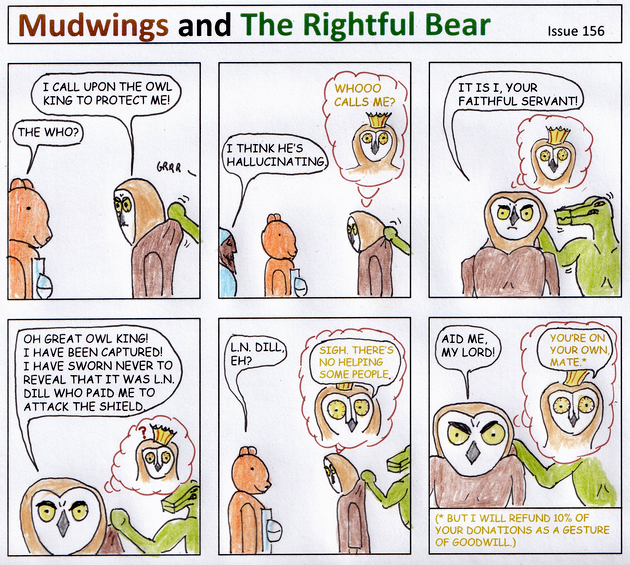 Mudwings and The Rightful Bear
Issue 156
I CALL UPON THE OWL
KING TO PROTECT ME!
THE WHO?
GRRR
WHOOO
CALLS ME?
I THINK HE'S
HALLUCINATING.
IT IS I, YOUR
FAITHFUL SERVANT!
OH GREAT OWL KING!
I HAVE BEEN CAPTURED!
I HAVE SWORN NEVER TO
REVEAL THAT IT WAS L.N.
DILL WHO PAID ME TO
ATTACK THE SHIELD.
?
L.N. DILL,
EH?
SIGH. THERE'S
NO HELPING
SOME PEOPLE.
AID ME,
MY LORD!
YOU'RE ON
YOUR OWN,
MATE.*
(* BUT I WILL REFUND 10% OF
YOUR DONATIONS AS A GESTURE
OF GOODWILL.)